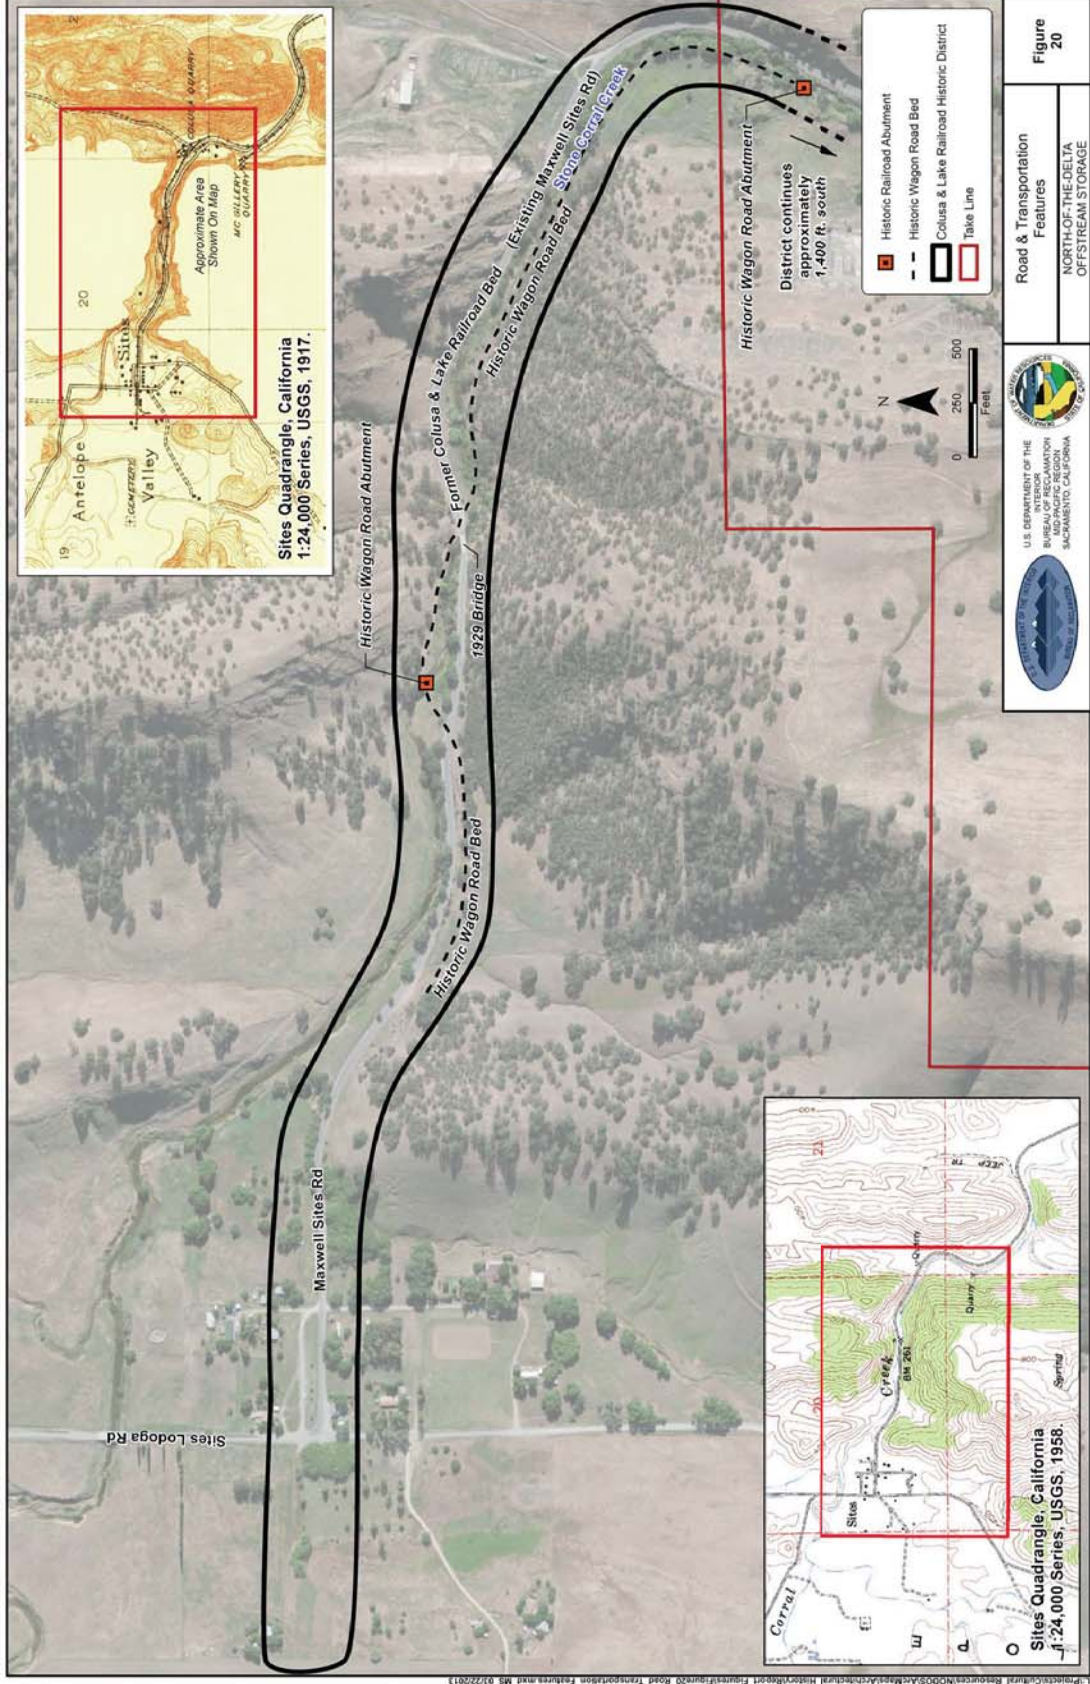 19
20
2
Antelope
Valley
CEMETERY
Sites
COLUSA QUARRY
MC GILLERY
QUARRY
Approximate Area
Shown On Map
Sites Quadrangle, California
1:24,000 Series, USGS, 1917.
Sites Lodoga Rd
Maxwell Sites Rd
Historic Wagon Road Bed
Historic Wagon Road Abutment
1929 Bridge
Former Colusa & Lake Railroad Bed
(Existing Maxwell Sites Rd)
Stone Corral Creek
Historic Wagon Road Bed
Historic Wagon Road Abutment
District continues
approximately
1,400 ft. south
Historic Railroad Abutment
Historic Wagon Road Bed
Colusa & Lake Railroad Historic District
Take Line
N
0 250 500
Feet
Corral
Sites
20
21
Creek
BM 261
Quarry
Quarry
JEEP TR
Spring
800
E
P
O
Sites Quadrangle, California
1:24,000 Series, USGS, 1958.
U.S. DEPARTMENT OF THE
INTERIOR
BUREAU OF RECLAMATION
MID-PACIFIC REGION
SACRAMENTO, CALIFORNIA
Road & Transportation
Features
NORTH-OF-THE-DELTA
OFFSTREAM STORAGE
Figure
20